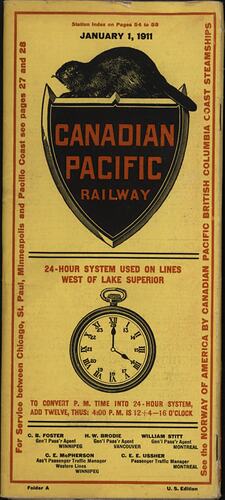 Station Index on Pages 54 to 58
JANUARY 1, 1911
CANADIAN
PACIFIC
RAILWAY
24-HOUR SYSTEM USED ON LINES
WEST OF LAKE SUPERIOR
TO CONVERT P. M. TIME INTO 24-HOUR SYSTEM,
ADD TWELVE, THUS: 4:00 P. M. IS 12+4—16 O'CLOCK
C. B. FOSTER
Gen'l Pass'r Agent
WINNIPEG
H. W. BRODIE
Gen'l Pass'r Agent
VANCOUVER
WILLIAM STITT
Gen'l Pass'r Agent
MONTREAL
C. E. McPHERSON
Ass't Passenger Traffic Manager
Western Lines
WINNIPEG
C. E. E. USSHER
Passenger Traffic Manager
MONTREAL
Folder A
U. S. Edition
For Service between Chicago, St. Paul, Minneapolis and Pacific Coast see pages 27 and 28
See the NORWAY OF AMERICA BY CANADIAN PACIFIC BRITISH COLUMBIA COAST STEAMSHIPS